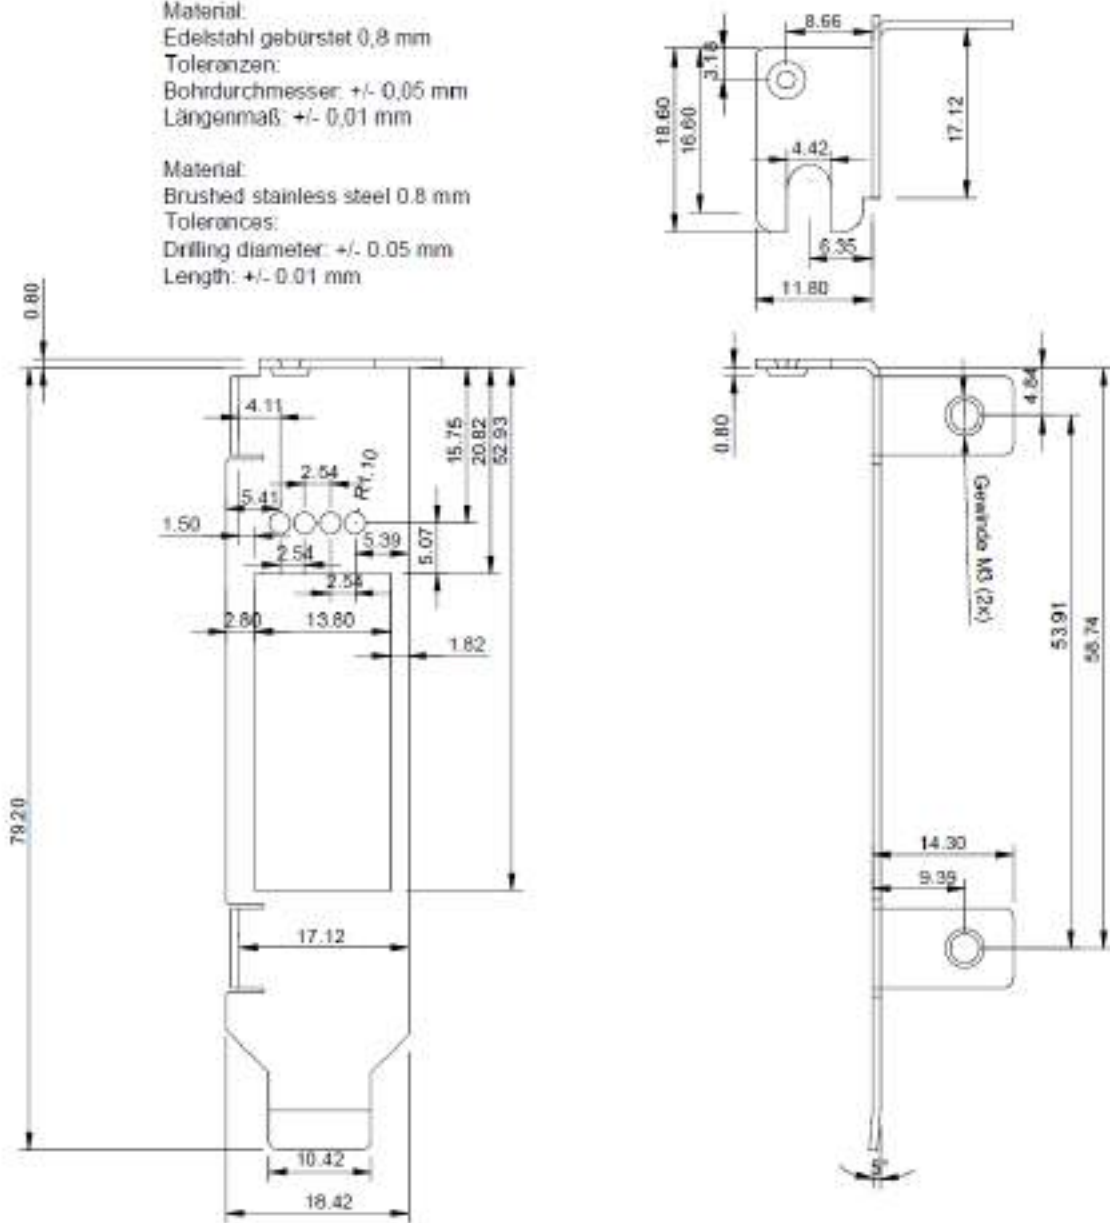 Material:
Edelstahl gebürstet 0,8 mm
Toleranzen:
Bohrdurchmesser: +/- 0,05 mm
Längenmaß: +/- 0,01 mm
Material:
Brushed stainless steel 0.8 mm
Tolerances:
Drilling diameter: +/- 0.05 mm
Length: +/- 0.01 mm
8.66
3.18
18.60
16.60
4.42
17.12
6.35
11.80
0.80
4.11
15.75
20.82
52.93
2.54
R1.10
5.41
1.50
5.39
5.07
2.54
2.54
2.80
13.80
1.82
79.20
17.12
10.42
18.42
0.80
4.84
Gewinde M3 (2x)
53.91
58.74
14.30
9.39
5°